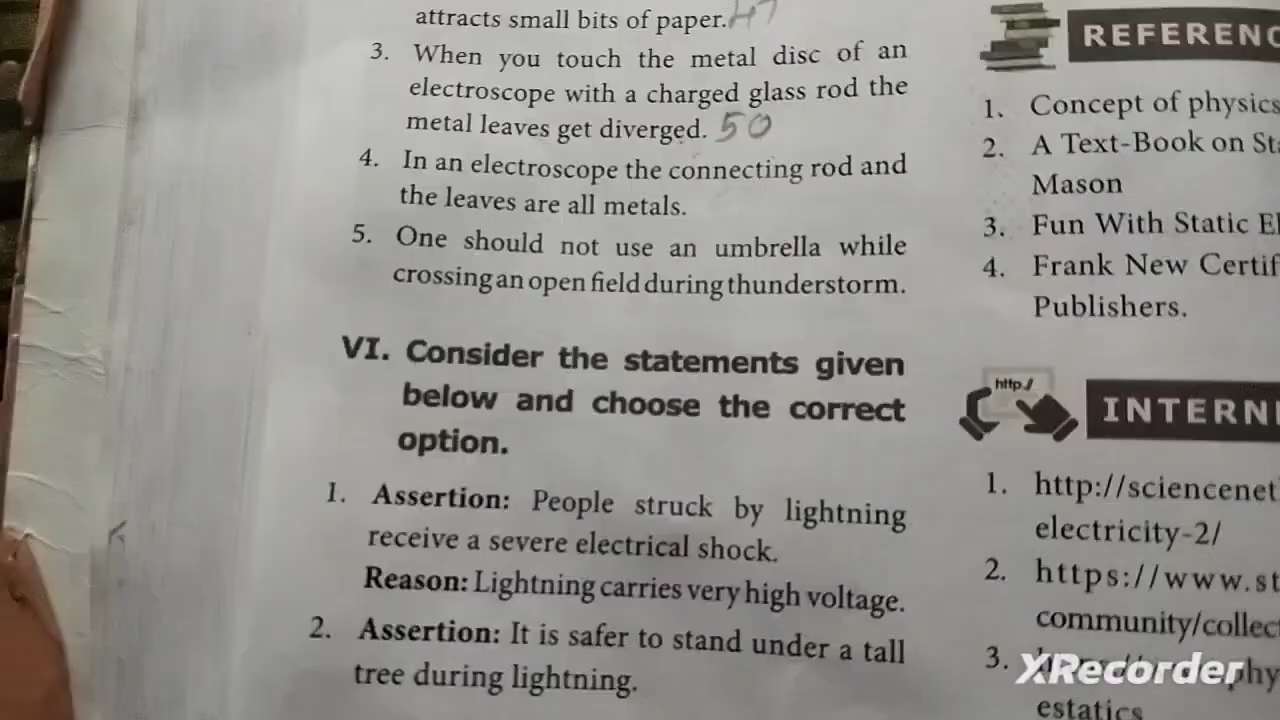 attracts small bits of paper. 47
3. When you touch the metal disc of an
electroscope with a charged glass rod the
metal leaves get diverged. 50
4. In an electroscope the connecting rod and
the leaves are all metals.
5. One should not use an umbrella while
crossing an open field during thunderstorm.
VI. Consider the statements given
below and choose the correct
option.
1. Assertion: People struck by lightning
receive a severe electrical shock.
Reason: Lightning carries very high voltage.
2. Assertion: It is safer to stand under a tall
tree during lightning.
REFERENC
1. Concept of physics
2. A Text-Book on Sta
Mason
3. Fun With Static El
4. Frank New Certif
Publishers.
http://
INTERN
1. http://sciencenet
electricity-2/
2. https://www.st
community/collec
3.
estatics
XRecorder